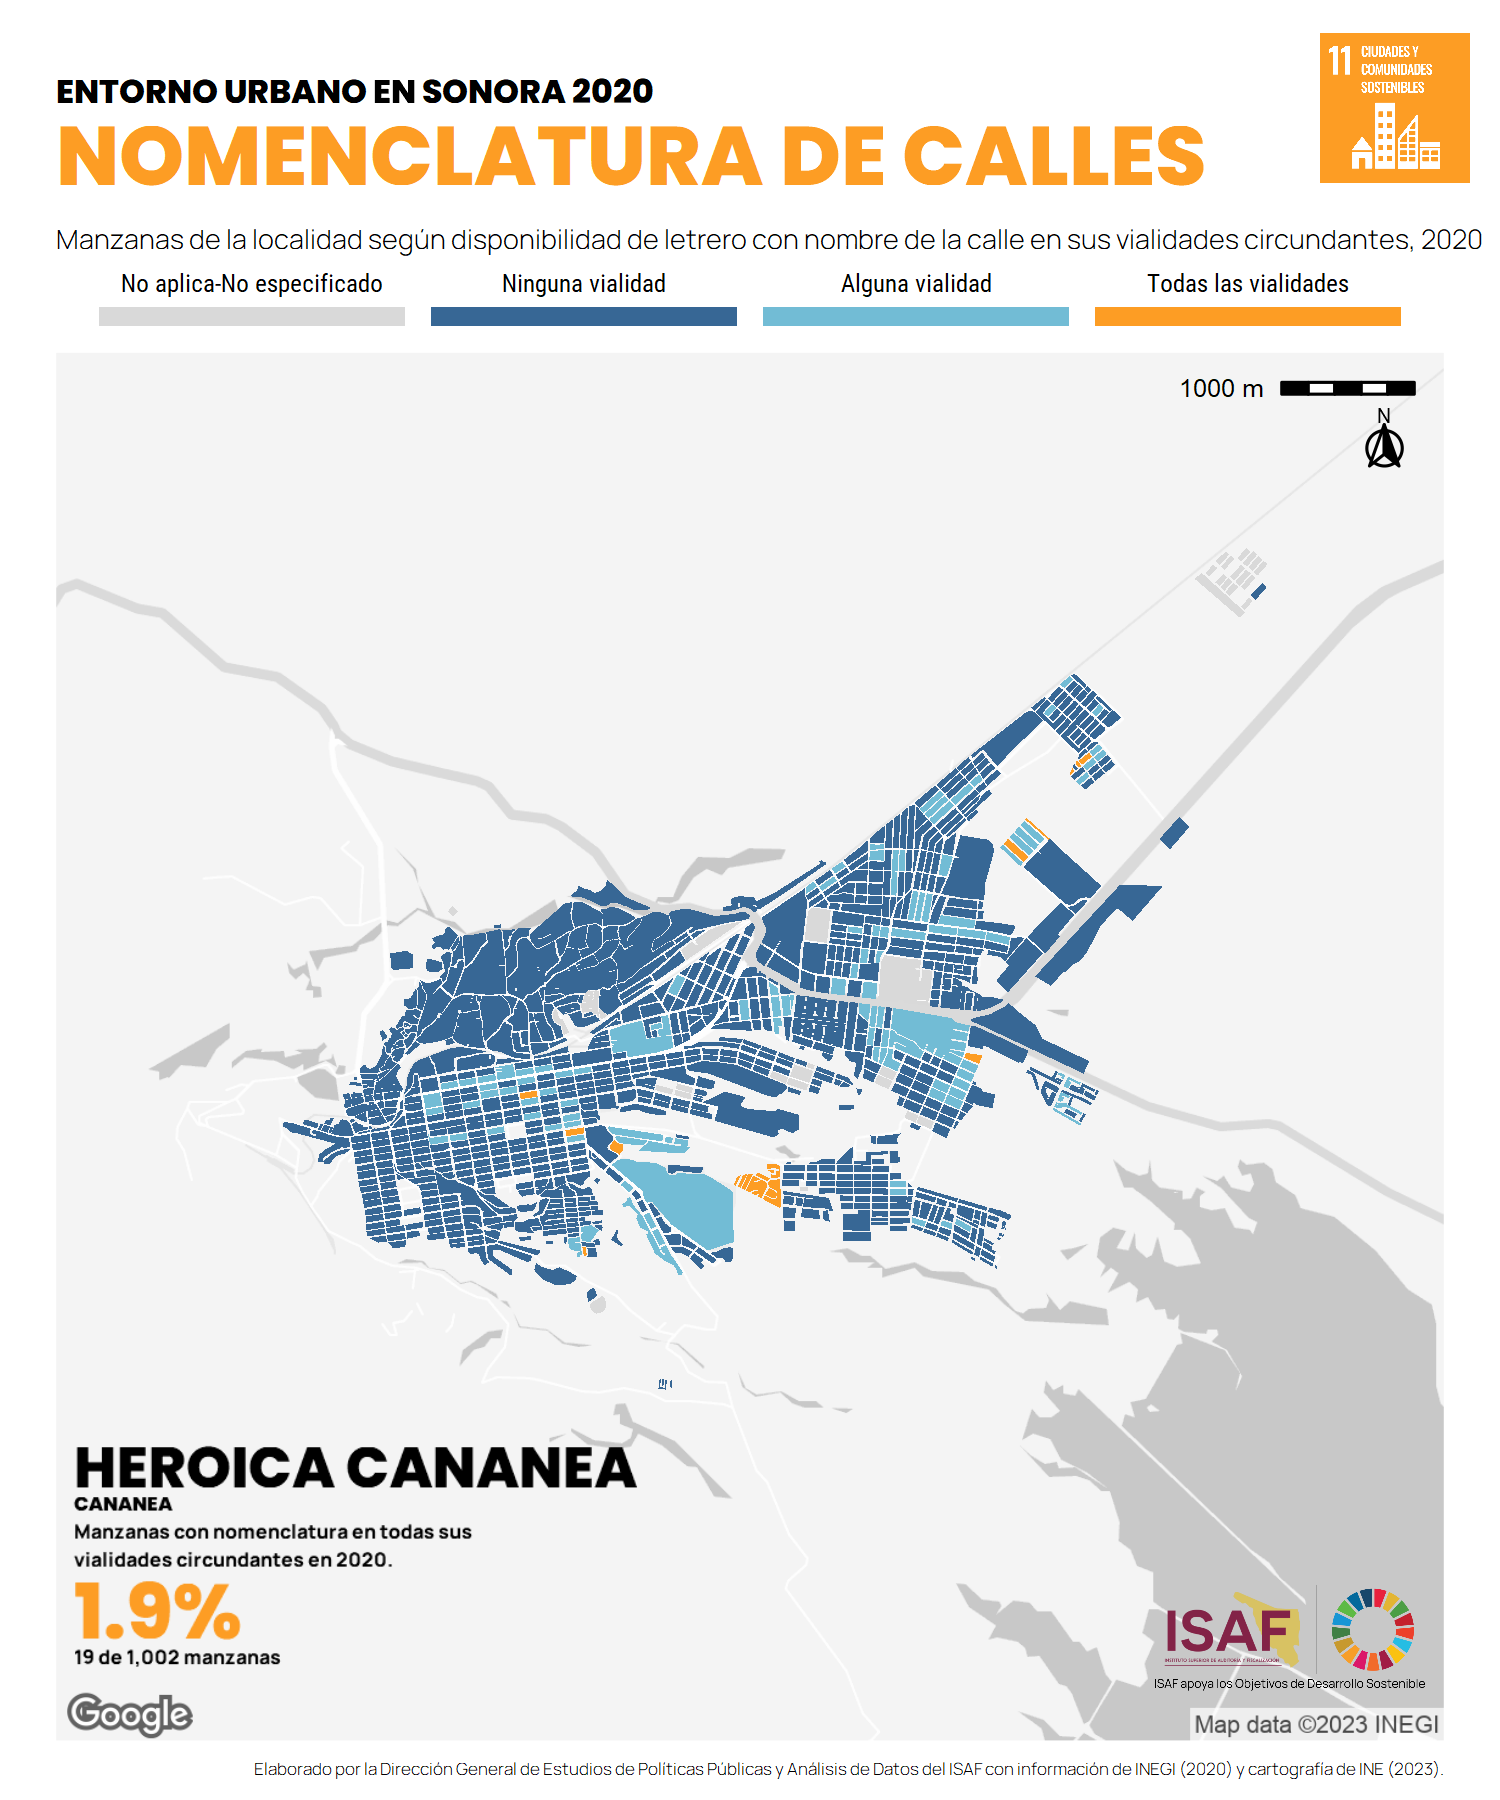 11 CIUDADES Y
COMUNIDADES
SOSTENIBLES
ENTORNO URBANO EN SONORA 2020
NOMENCLATURA DE CALLES
Manzanas de la localidad según disponibilidad de letrero con nombre de la calle en sus vialidades circundantes, 2020
No aplica-No especificado
Ninguna vialidad
Alguna vialidad
Todas las vialidades
1000 m
N
HEROICA CANANEA
CANANEA
Manzanas con nomenclatura en todas sus
vialidades circundantes en 2020.
1.9%
19 de 1,002 manzanas
Google
ISAF
INSTITUTO SUPERIOR DE AUDITORÍA Y FISCALIZACIÓN
ISAF apoya los Objetivos de Desarrollo Sostenible
Map data ©2023 INEGI
Elaborado por la Dirección General de Estudios de Políticas Públicas y Análisis de Datos del ISAF con información de INEGI (2020) y cartografía de INE (2023).